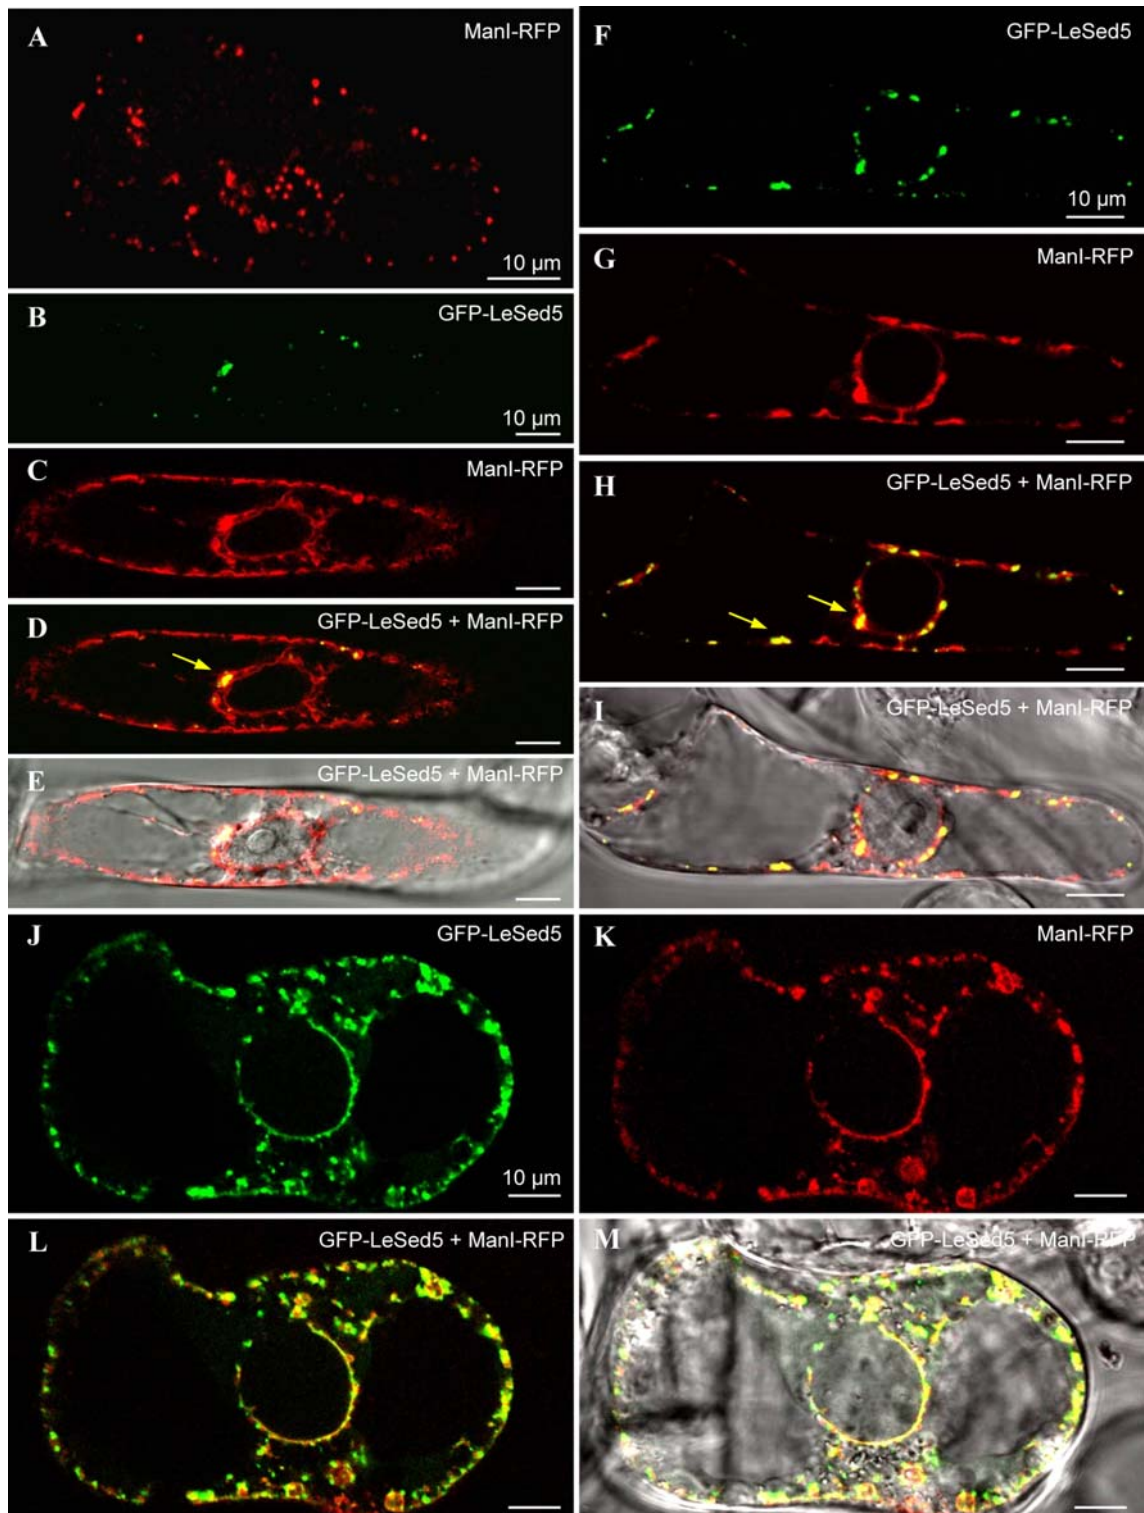 A
ManI-RFP
10 µm
B
GFP-LeSed5
10 µm
C
ManI-RFP
D
GFP-LeSed5 + ManI-RFP
E
GFP-LeSed5 + ManI-RFP
F
GFP-LeSed5
10 µm
G
ManI-RFP
H
GFP-LeSed5 + ManI-RFP
I
GFP-LeSed5 + ManI-RFP
J
GFP-LeSed5
10 µm
K
ManI-RFP
L
GFP-LeSed5 + ManI-RFP
M
GFP-LeSed5 + ManI-RFP